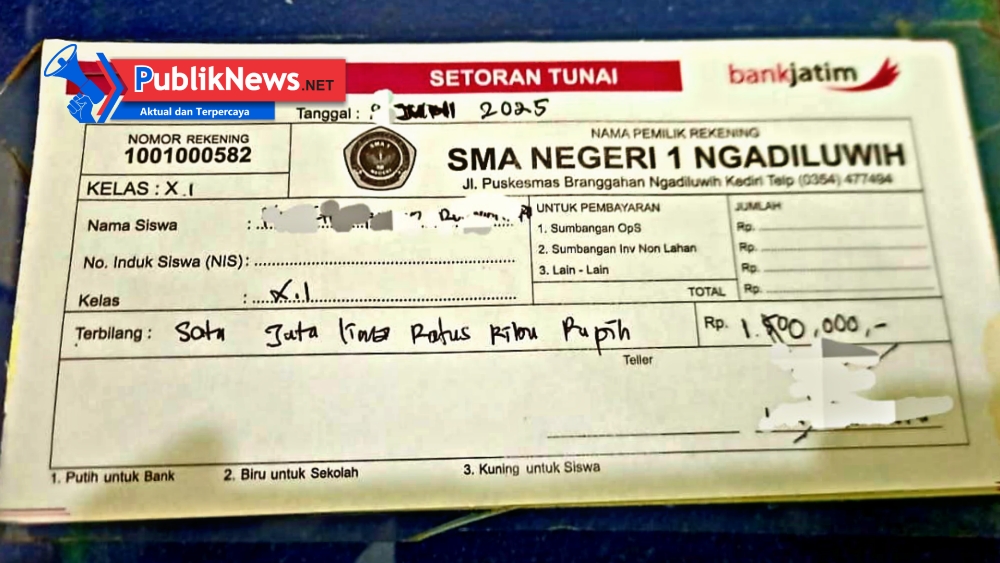 PUBLIKNEWS.NET
Aktual dan Terpercaya
SETORAN TUNAI
bankjatim
Tanggal : 2025
NOMOR REKENING
1001000582
KELAS : X.1
NAMA PEMILIK REKENING
SMA NEGERI 1 NGADILUWIH
Jl. Puskesmas Branggahan Ngadiluwih Kediri Telp (0354) 477494
Nama Siswa :
No. Induk Siswa (NIS) :
Kelas : X.1
UNTUK PEMBAYARAN
1. Sumbangan OpS
2. Sumbangan Inv Non Lahan
3. Lain - Lain
TOTAL
JUMLAH
Rp.
Rp.
Rp.
Rp.
Terbilang : Satu Juta lima Ratus Ribu Rupih
Rp. 1.500,000,-
Teller
1. Putih untuk Bank
2. Biru untuk Sekolah
3. Kuning untuk Siswa